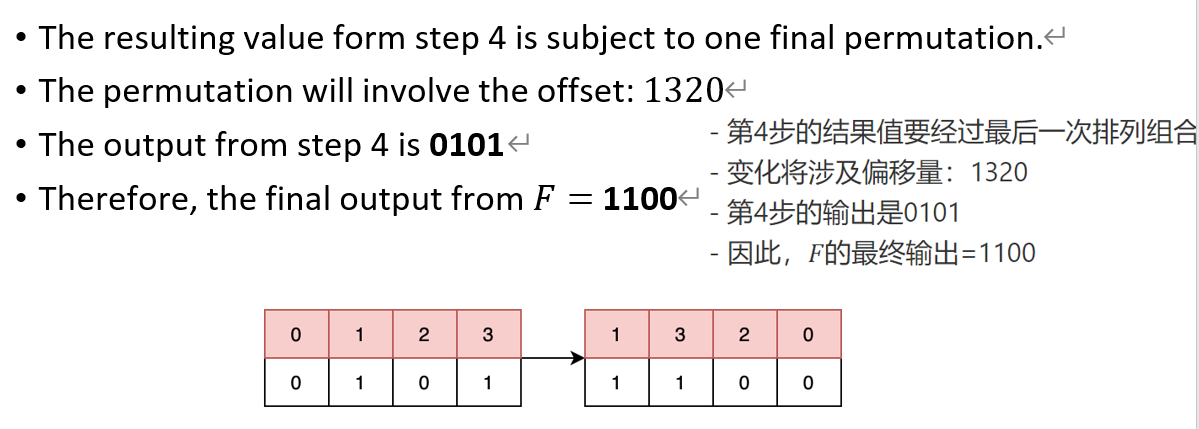 • The resulting value form step 4 is subject to one final permutation.↵
• The permutation will involve the offset: 1320↵
• The output from step 4 is 0101↵
• Therefore, the final output from F = 1100↵
- 第4步的结果值要经过最后一次排列组合
- 变化将涉及偏移量：1320
- 第4步的输出是0101
- 因此，F的最终输出=1100
0 1 2 3
0 1 0 1
1 3 2 0
1 1 0 0